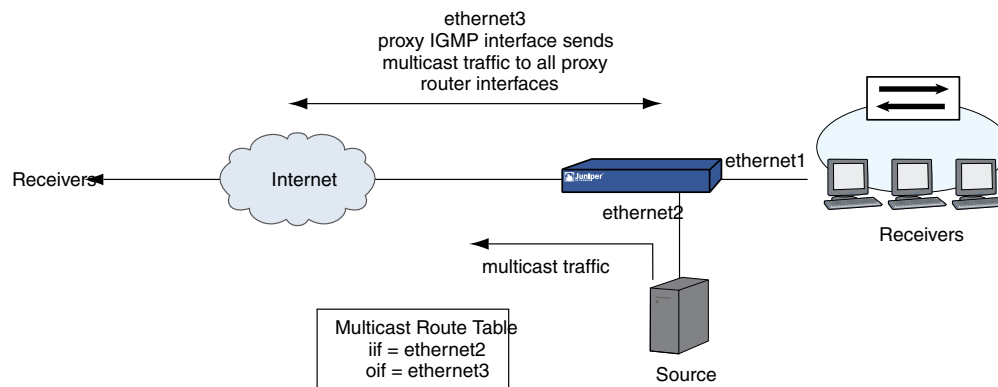 ethernet3
proxy IGMP interface sends
multicast traffic to all proxy
router interfaces
Receivers
Internet
Juniper
ethernet1
ethernet2
Receivers
multicast traffic
Multicast Route Table
iif = ethernet2
oif = ethernet3
Source